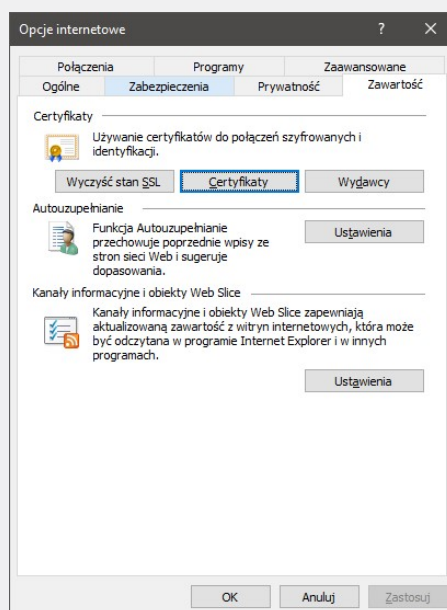 Opcje internetowe
Połączenia Programy Zaawansowane
Ogólne Zabezpieczenia Prywatność Zawartość
Certyfikaty
Używanie certyfikatów do połączeń szyfrowanych i
identyfikacji.
Wyczyść stan SSL Certyfikaty Wydawcy
Autouzupełnianie
Funkcja Autouzupełnianie
przechowuje poprzednie wpisy ze
stron sieci Web i sugeruje
dopasowania.
Ustawienia
Kanały informacyjne i obiekty Web Slice
Kanały informacyjne i obiekty Web Slice zapewniają
aktualizowaną zawartość z witryn internetowych, która może
być odczytana w programie Internet Explorer i w innych
programach.
Ustawienia
OK Anuluj Zastosuj